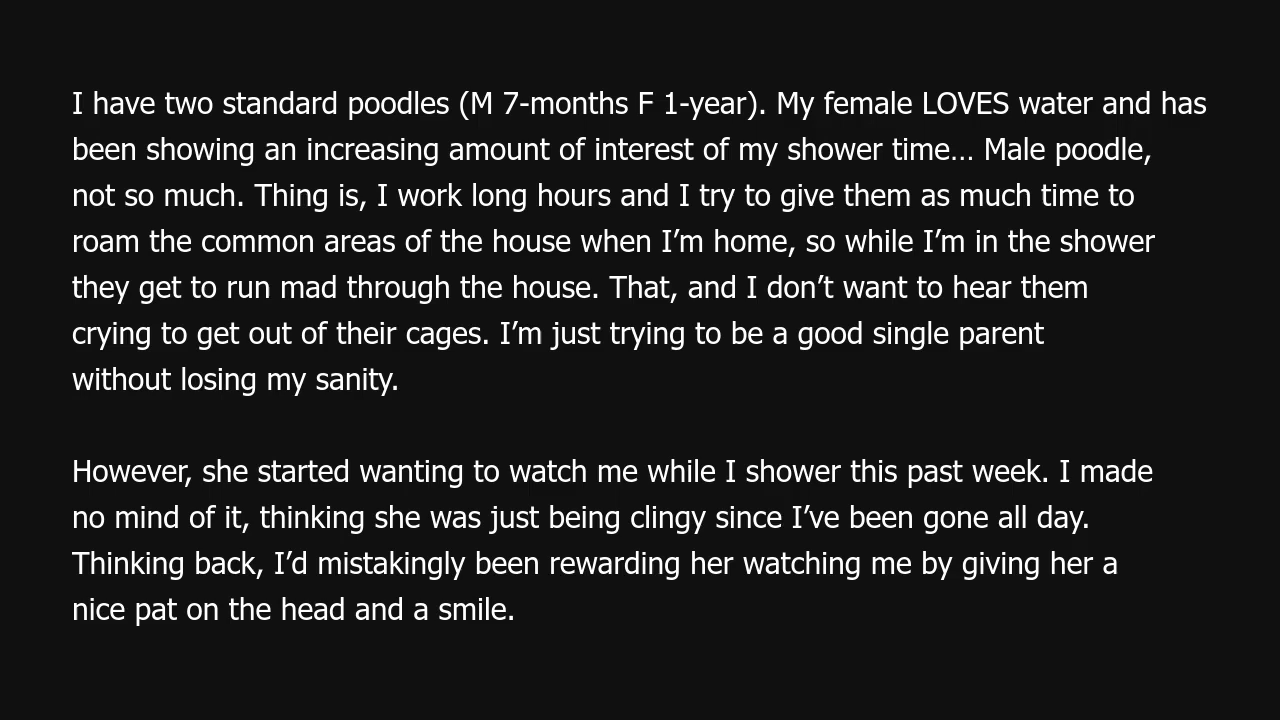 I have two standard poodles (M 7-months F 1-year). My female LOVES water and has
been showing an increasing amount of interest of my shower time... Male poodle,
not so much. Thing is, I work long hours and I try to give them as much time to
roam the common areas of the house when I’m home, so while I’m in the shower
they get to run mad through the house. That, and I don’t want to hear them
crying to get out of their cages. I’m just trying to be a good single parent
without losing my sanity.
However, she started wanting to watch me while I shower this past week. I made
no mind of it, thinking she was just being clingy since I’ve been gone all day.
Thinking back, I’d mistakingly been rewarding her watching me by giving her a
nice pat on the head and a smile.